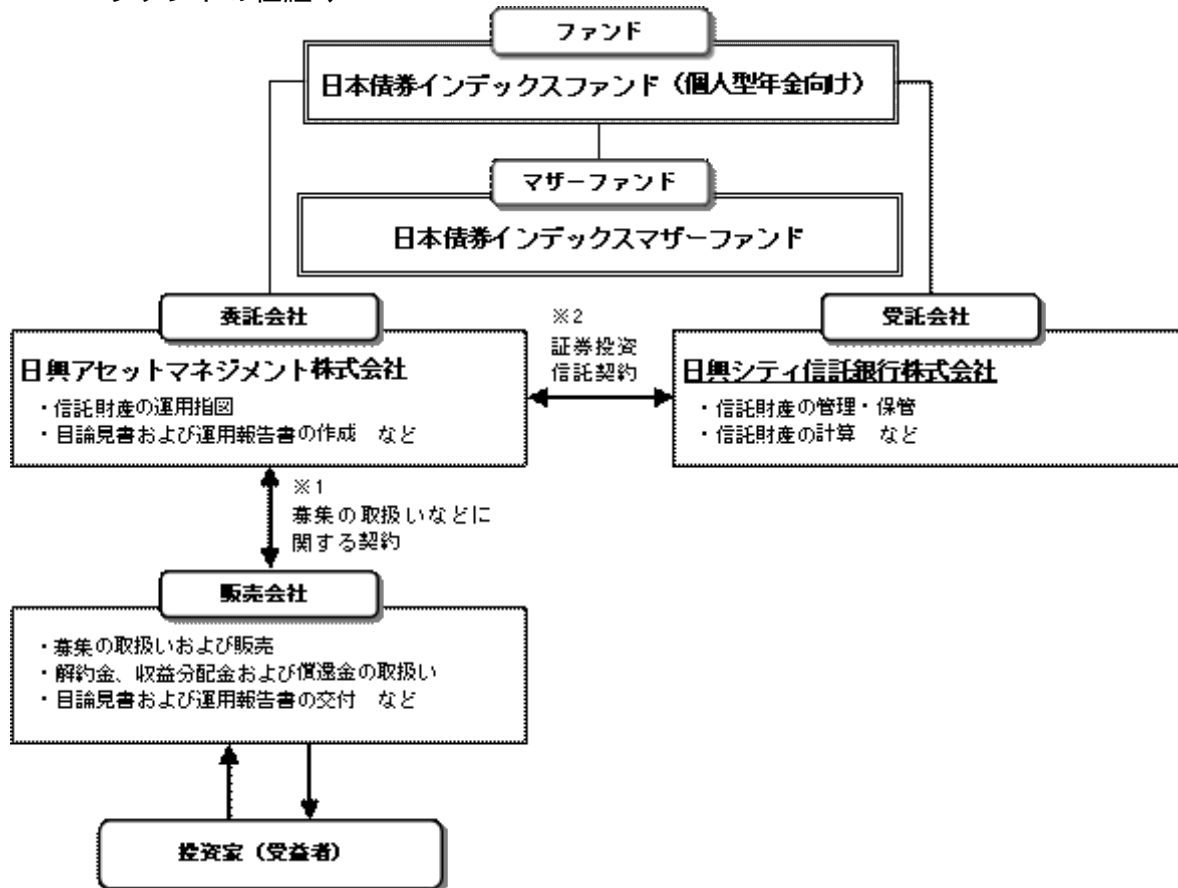 ファンド
日本債券インデックスファンド(個人型年金向け)
マザーファンド
日本債券インデックスマザーファンド
委託会社
日興アセットマネジメント株式会社
・信託財産の運用指図
・目論見書および運用報告書の作成 など
※2
証券投資
信託契約
受託会社
日興シティ信託銀行株式会社
・信託財産の管理・保管
・信託財産の計算 など
※1
募集の取扱いなどに
関する契約
販売会社
・募集の取扱いおよび販売
・解約金、収益分配金および償還金の取扱い
・目論見書および運用報告書の交付 など
投資家(受益者)